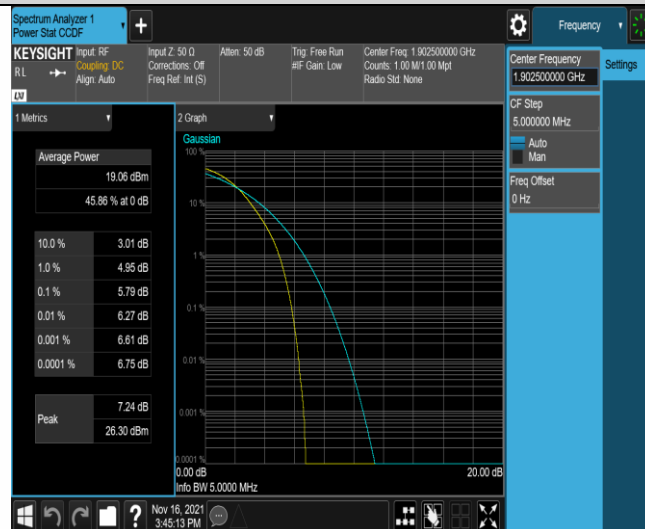 Spectrum Analyzer 1
Power Stat CCDF
+
Frequency
KEYSIGHT
RL
LXI
Input: RF
Coupling: DC
Align: Auto
Input Z: 50 Ω
Corrections: Off
Freq Ref: Int (S)
Atten: 50 dB
Trig: Free Run
#IF Gain: Low
Center Freq: 1.902500000 GHz
Counts: 1.00 M/1.00 Mpt
Radio Std: None
Center Frequency
1.902500000 GHz
Settings
CF Step
5.000000 MHz
Auto
Man
Freq Offset
0 Hz
1 Metrics
Average Power
19.06 dBm
45.86 % at 0 dB
10.0 % 3.01 dB
1.0 % 4.95 dB
0.1 % 5.79 dB
0.01 % 6.27 dB
0.001 % 6.61 dB
0.0001 % 6.75 dB
Peak 7.24 dB
26.30 dBm
2 Graph
Gaussian
100 %
10 %
1 %
0.1 %
0.01 %
0.001 %
0.0001 %
0.00 dB 20.00 dB
Info BW 5.0000 MHz
?
Nov 16, 2021
3:45:13 PM